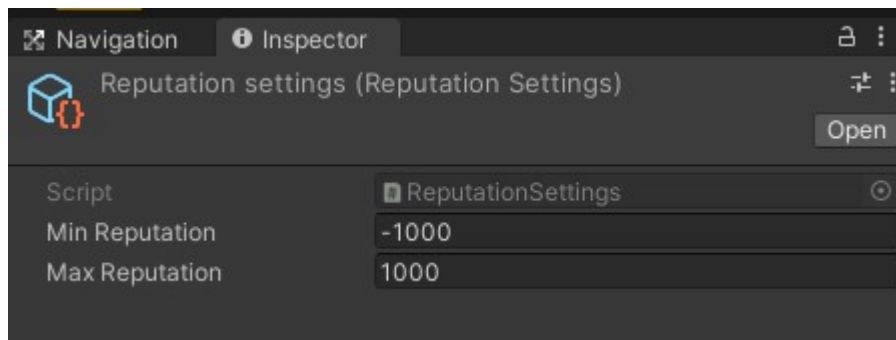 Navigation Inspector
Reputation settings (Reputation Settings)
Open
Script ReputationSettings
Min Reputation -1000
Max Reputation 1000